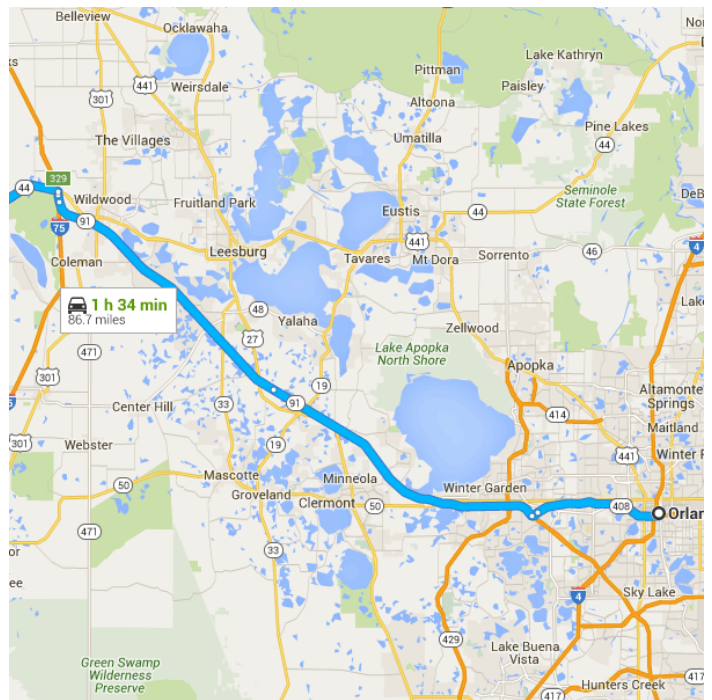 Belleview
Ocklawaha
Lake Kathryn
Pittman
Paisley
441
Weirsdale
301
Altoona
The Villages
Umatilla
Pine Lakes
44
329
44
Wildwood
Fruitland Park
Seminole
State Forest
Eustis
DeB
44
91
75
Leesburg
441
4
46
Coleman
Tavares
Mt Dora
Sorrento
1 h 34 min
86.7 miles
48
Yalaha
Zellwood
27
471
Lake Apopka
North Shore
Apopka
301
19
Altamonte
Springs
Center Hill
33
91
414
Maitland
301
Webster
19
441
Winter P
50
Mascotte
Minneola
Winter Garden
Groveland
Clermont
50
408
Orlan
471
33
ee
4
Sky Lake
429
Green Swamp
Wilderness
Preserve
Lake Buena
Vista
417
417
Hunters Creek